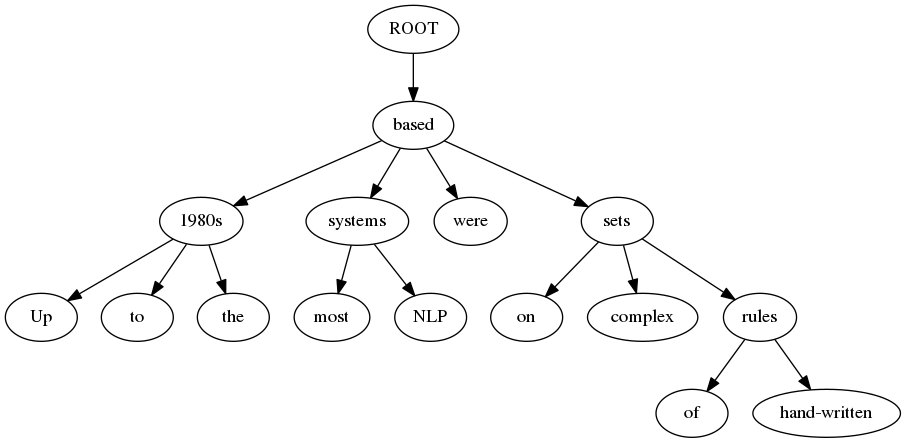 ROOT
based
1980s systems were sets
Up to the most NLP on complex rules
of hand-written